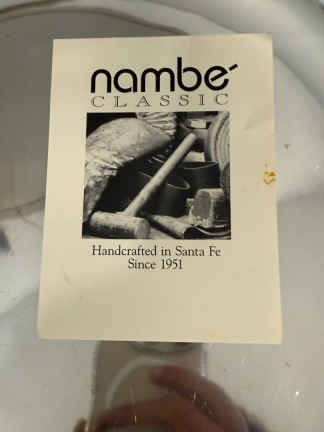 nambé
CLASSIC
Handcrafted in Santa Fe
Since 1951